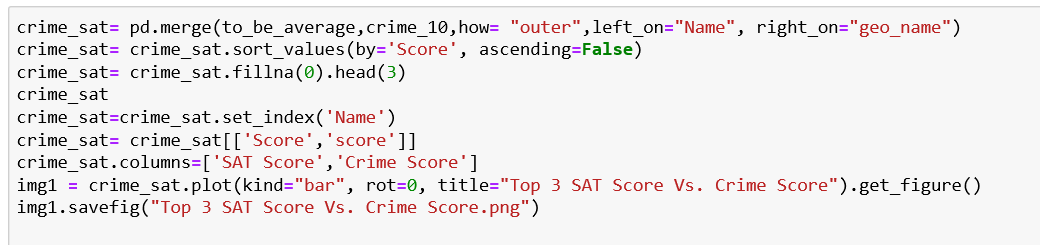 crime_sat= pd.merge(to_be_average,crime_10,how= "outer",left_on="Name", right_on="geo_name")
crime_sat= crime_sat.sort_values(by='Score', ascending=False)
crime_sat= crime_sat.fillna(0).head(3)
crime_sat
crime_sat=crime_sat.set_index('Name')
crime_sat= crime_sat[['Score','score']]
crime_sat.columns=['SAT Score','Crime Score']
img1 = crime_sat.plot(kind="bar", rot=0, title="Top 3 SAT Score Vs. Crime Score").get_figure()
img1.savefig("Top 3 SAT Score Vs. Crime Score.png")